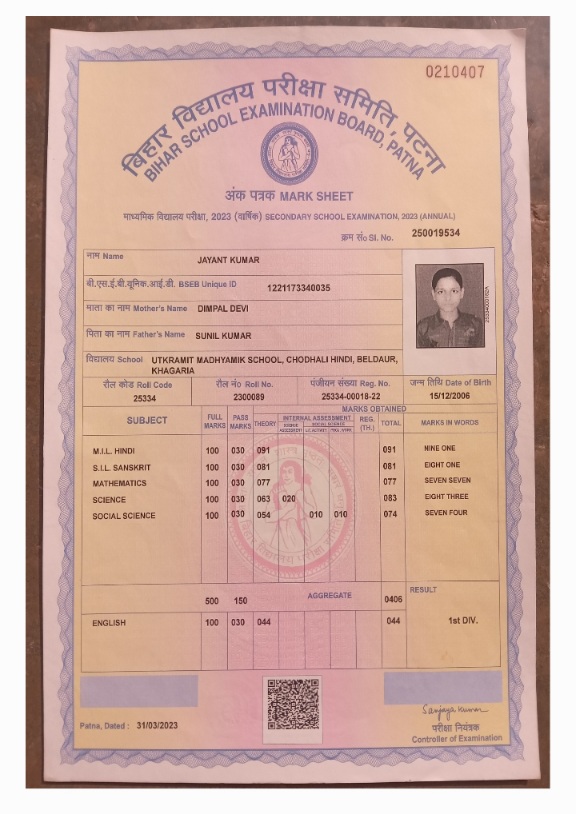 0210407
बिहार विद्यालय परीक्षा समिति, पटना
BIHAR SCHOOL EXAMINATION BOARD, PATNA
अंक पत्रक MARK SHEET
माध्यमिक विद्यालय परीक्षा, 2023 (वार्षिक) SECONDARY SCHOOL EXAMINATION, 2023 (ANNUAL)
क्रम सं० Sl. No. 250019534
नाम Name JAYANT KUMAR
बी.एस.ई.बी.यूनिक.आई.डी. BSEB Unique ID 1221173340035
माता का नाम Mother's Name DIMPAL DEVI
पिता का नाम Father's Name SUNIL KUMAR
विद्यालय School UTKRAMIT MADHYAMIK SCHOOL, CHODHALI HINDI, BELDAUR,
KHAGARIA
रौल कोड Roll Code रौल नं० Roll No. पंजीयन संख्या Rag. No. जन्म तिथि Date of Birth
25334 2300089 25334-00018-22 15/12/2006
SUBJECT FULL MARKS PASS MARKS MARKS OBTAINED
THEORY INTERNAL ASSESSMENT REG. (TH.) TOTAL MARKS IN WORDS
SCIENCE SOCIAL SCIENCE
M.I.L. HINDI 100 030 091 091 NINE ONE
S.I.L. SANSKRIT 100 030 081 081 EIGHT ONE
MATHEMATICS 100 030 077 077 SEVEN SEVEN
SCIENCE 100 030 063 020 083 EIGHT THREE
SOCIAL SCIENCE 100 030 054 010 010 074 SEVEN FOUR
500 150 AGGREGATE 0406 RESULT
ENGLISH 100 030 044 044 1st DIV.
Sanjay Kumar
Patna, Dated : 31/03/2023
परीक्षा नियंत्रक
Controller of Examination